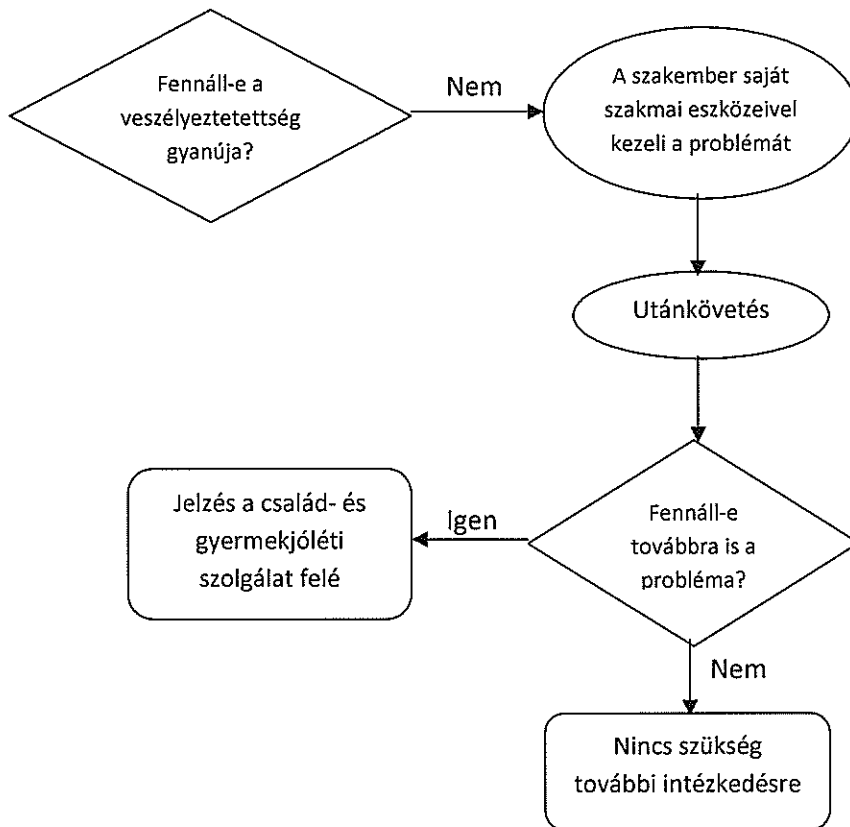 Fennáll-e a
veszélyeztetettség
gyanúja?
Nem
A szakember saját
szakmai eszközeivel
kezeli a problémát
Utánkövetés
Fennáll-e
továbbra is a
probléma?
Igen
Jelzés a család- és
gyermekjóléti
szolgálat felé
Nem
Nincs szükség
további intézkedésre